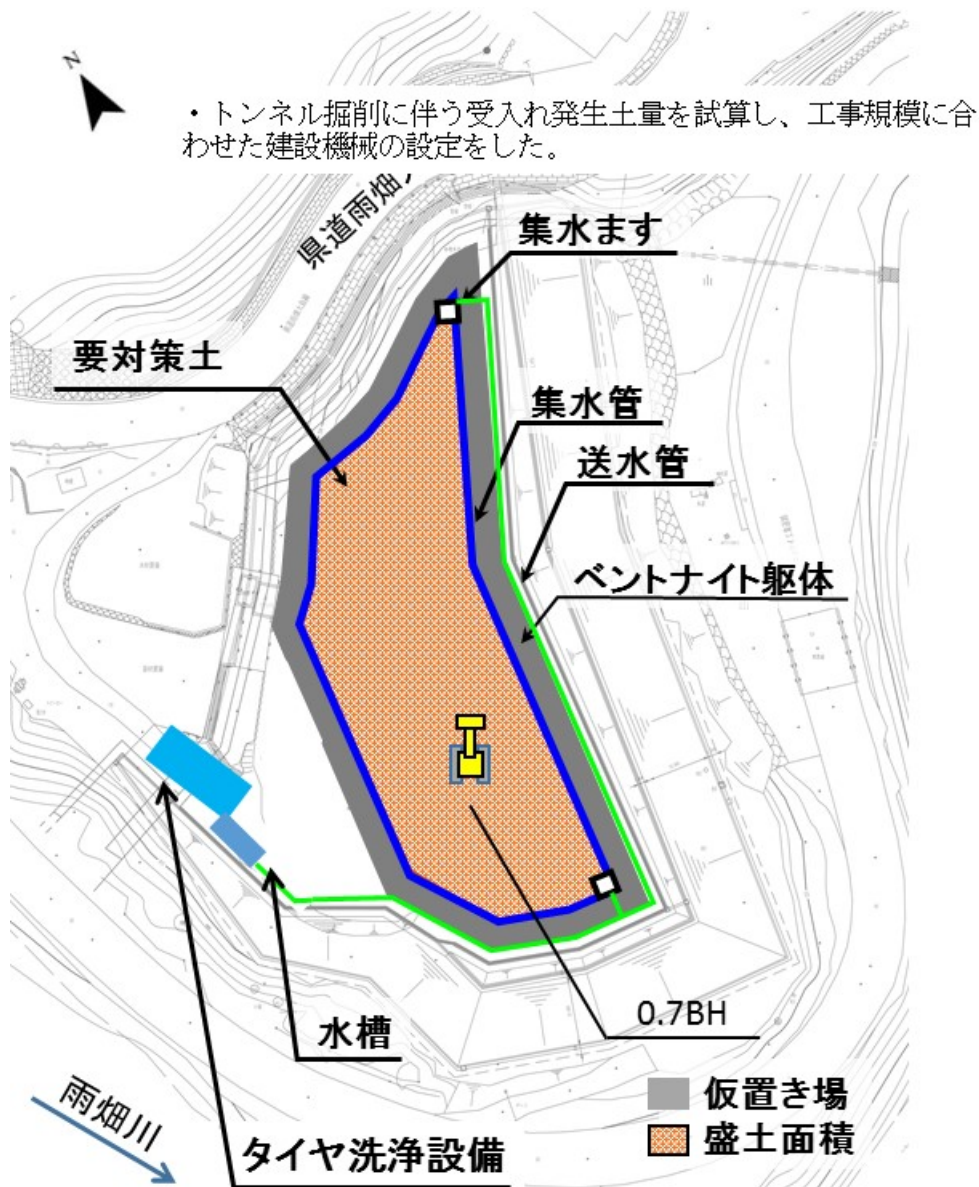 N
・トンネル掘削に伴う受入れ発生土量を試算し、工事規模に合
わせた建設機械の設定をした。
県道雨畑
集水ます
要対策土
集水管
送水管
ベントナイト躯体
0.7BH
水槽
雨畑川
タイヤ洗浄設備
仮置き場
盛土面積